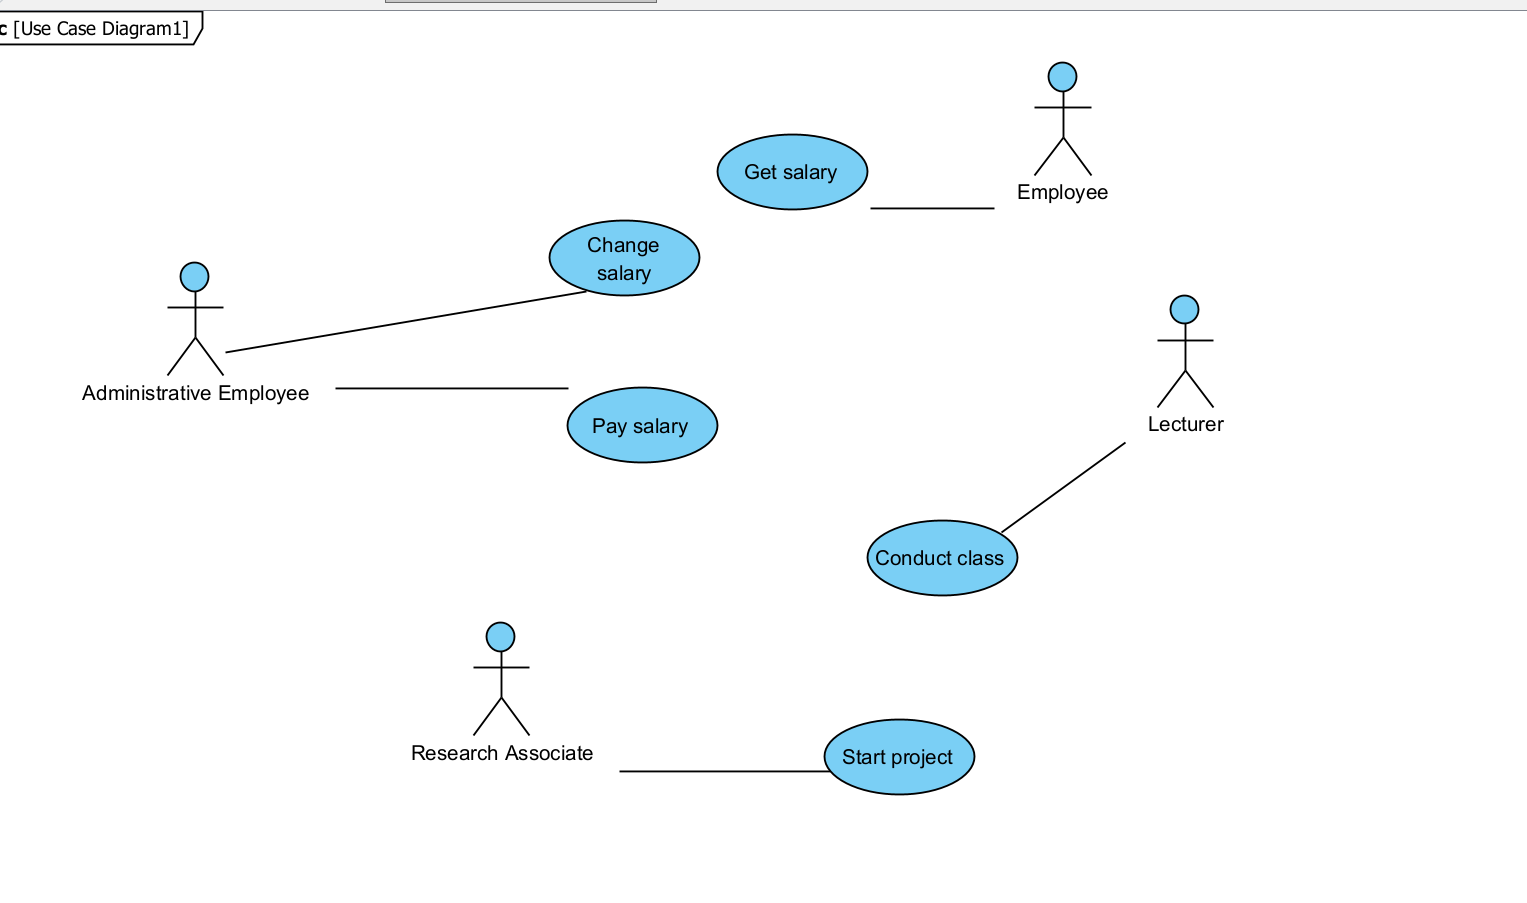 c [Use Case Diagram1]
Employee
Get salary
Change
salary
Administrative Employee
Pay salary
Lecturer
Conduct class
Research Associate
Start project